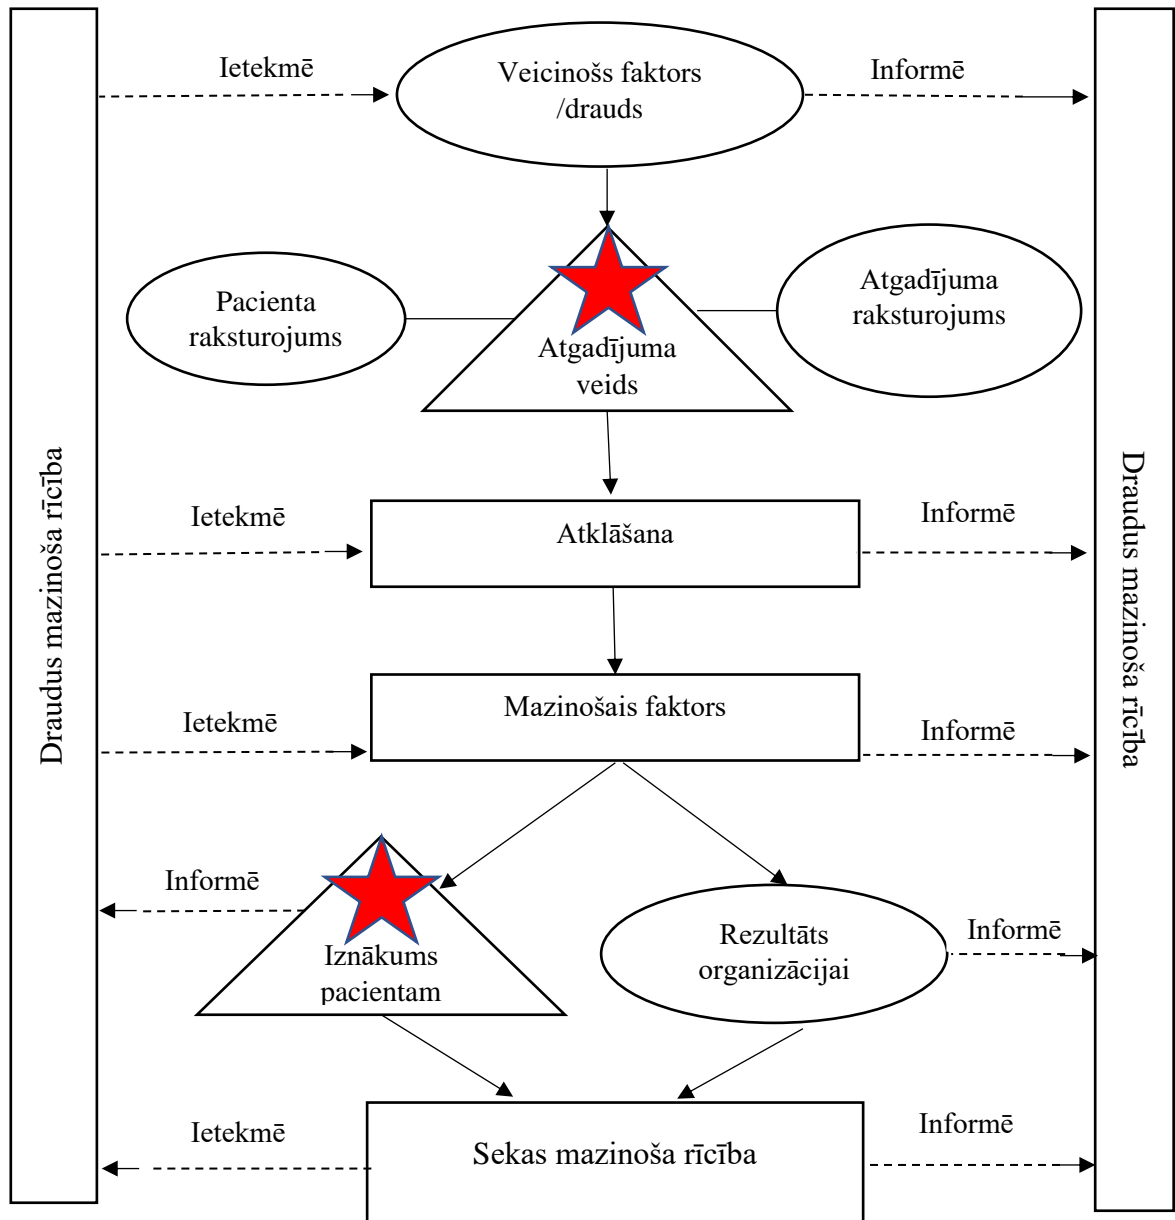 Ietekmē
Veicinošs faktors
/drauds
Informē
Pacienta
raksturojums
Atgadījuma
veids
Atgadījuma
raksturojums
Draudus mazinoša rīcība
Draudus mazinoša rīcība
Ietekmē
Atklāšana
Informē
Ietekmē
Mazinošais faktors
Informē
Informē
Iznākums
pacientam
Rezultāts
organizācijai
Informē
Ietekmē
Sekas mazinoša rīcība
Informē